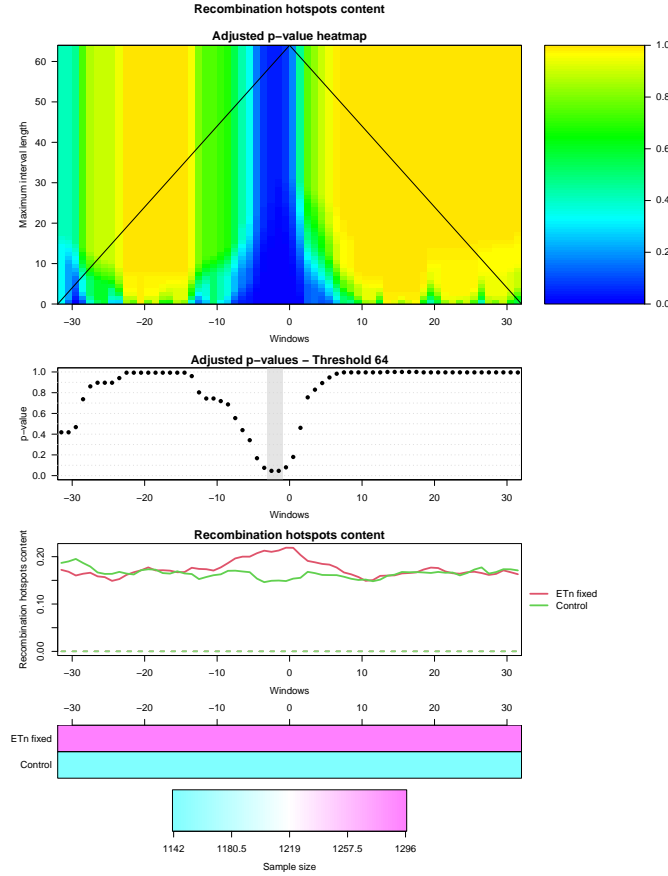 Recombination hotspots content
Adjusted p−value heatmap
Maximum interval length
60
50
40
30
20
10
0
−30 −20 −10 0 10 20 30
Windows
1.0
0.8
0.6
0.4
0.2
0.0
Adjusted p−values − Threshold 64
p−value
1.0
0.8
0.6
0.4
0.2
0.0
−30 −20 −10 0 10 20 30
Windows
Recombination hotspots content
Recombination hotspots content
0.20
0.10
0.00
−30 −20 −10 0 10 20 30
Windows
ETn fixed
Control
−30 −20 −10 0 10 20 30
ETn fixed
Control
1142 1180.5 1219 1257.5 1296
Sample size